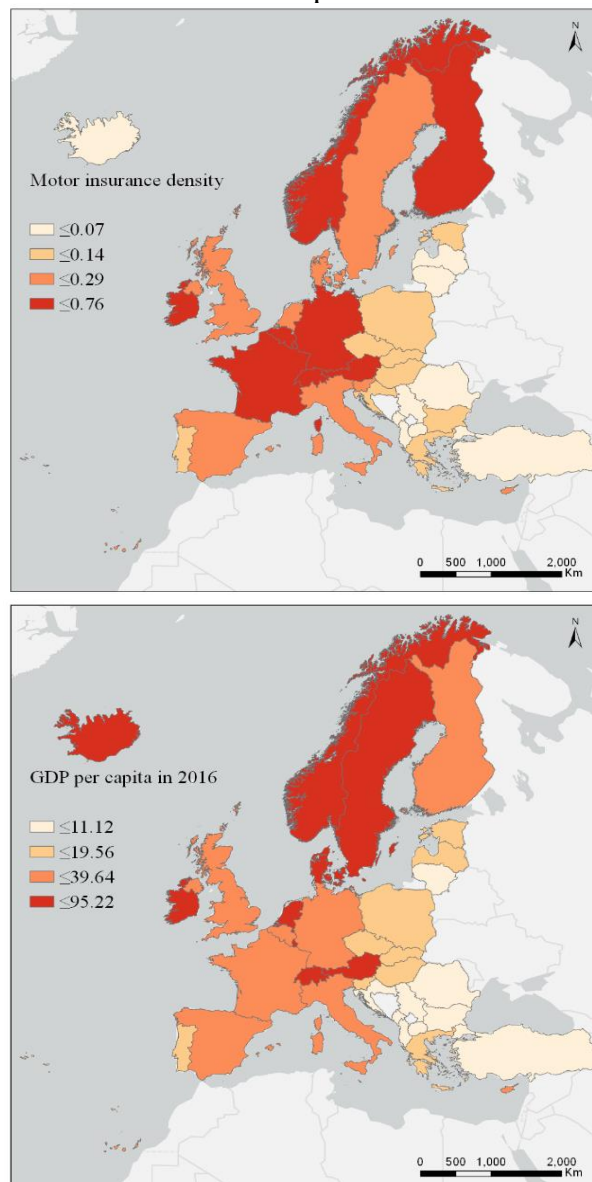 N
Motor insurance density
≤0.07
≤0.14
≤0.29
≤0.76
0 500 1,000 2,000
Km
N
GDP per capita in 2016
≤11.12
≤19.56
≤39.64
≤95.22
0 500 1,000 2,000
Km